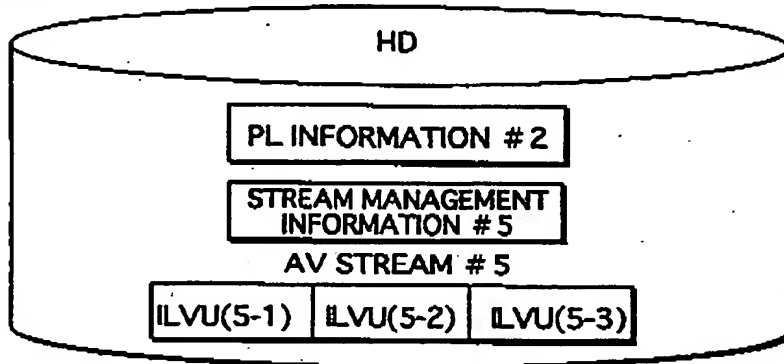 HD
PL INFORMATION # 2
STREAM MANAGEMENT
INFORMATION # 5
AV STREAM # 5
ILVU(5-1) ILVU(5-2) ILVU(5-3)